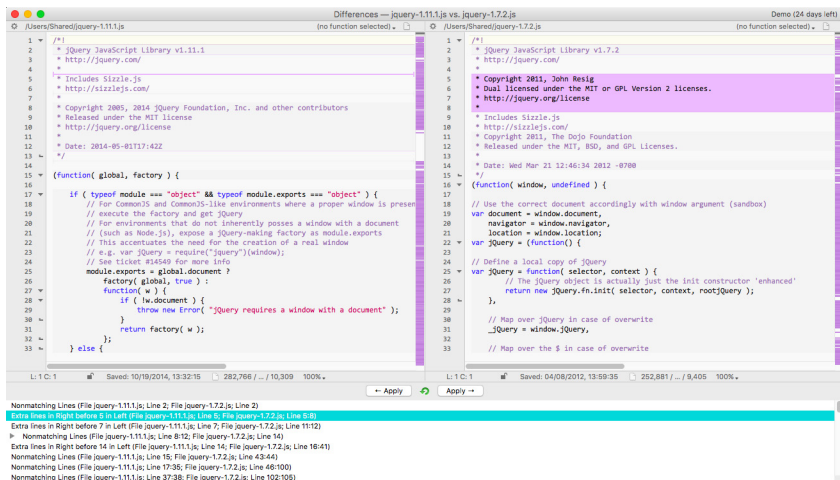 Differences — jquery-1.11.1.js vs. jquery-1.7.2.js
Demo (24 days left)
/Users/Shared/jquery-1.11.1.js (no function selected)
1 /*!
2 * jQuery JavaScript Library v1.11.1
3 * http://jquery.com/
4 *
5 * Includes Sizzle.js
6 * http://sizzlejs.com/
7 *
8 * Copyright 2005, 2014 jQuery Foundation, Inc. and other contributors
9 * Released under the MIT license
10 * http://jquery.org/license
11 *
12 * Date: 2014-05-01T17:42Z
13 */
14
15 (function( global, factory ) {
16
17 if ( typeof module === "object" && typeof module.exports === "object" ) {
18 // For CommonJS and CommonJS-like environments where a proper window is presen
19 // execute the factory and get jQuery
20 // For environments that do not inherently posses a window with a document
21 // (such as Node.js), expose a jQuery-making factory as module.exports
22 // This accentuates the need for the creation of a real window
23 // e.g. var jQuery = require("jquery")(window);
24 // See ticket #14549 for more info
25 module.exports = global.document ?
26 factory( global, true ) :
27 function( w ) {
28 if ( !w.document ) {
29 throw new Error( "jQuery requires a window with a document" );
30 }
31 return factory( w );
32 };
33 } else {
L: 1 C: 1 Saved: 10/19/2014, 13:32:15 282,766 / ... / 10,309 100%
/Users/Shared/jquery-1.7.2.js (no function selected)
1 /*!
2 * jQuery JavaScript Library v1.7.2
3 * http://jquery.com/
4 *
5 * Copyright 2011, John Resig
6 * Dual licensed under the MIT or GPL Version 2 licenses.
7 * http://jquery.org/license
8 *
9 * Includes Sizzle.js
10 * http://sizzlejs.com/
11 * Copyright 2011, The Dojo Foundation
12 * Released under the MIT, BSD, and GPL Licenses.
13 *
14 * Date: Wed Mar 21 12:46:34 2012 -0700
15 */
16 (function( window, undefined ) {
17
18 // Use the correct document accordingly with window argument (sandbox)
19 var document = window.document,
20 navigator = window.navigator,
21 location = window.location;
22 var jQuery = (function() {
23
24 // Define a local copy of jQuery
25 var jQuery = function( selector, context ) {
26 // The jQuery object is actually just the init constructor 'enhanced'
27 return new jQuery.fn.init( selector, context, rootjQuery );
28 },
29
30 // Map over jQuery in case of overwrite
31 _jQuery = window.jQuery,
32
33 // Map over the $ in case of overwrite
L: 1 C: 1 Saved: 04/08/2012, 13:59:35 252,881 / ... / 9,405 100%
← Apply Apply →
Nonmatching Lines (File jquery-1.11.1.js; Line 2; File jquery-1.7.2.js; Line 2)
Extra lines in Right before 5 in Left (File jquery-1.11.1.js; Line 5; File jquery-1.7.2.js; Line 5:8)
Extra lines in Right before 7 in Left (File jquery-1.11.1.js; Line 7; File jquery-1.7.2.js; Line 11:12)
Nonmatching Lines (File jquery-1.11.1.js; Line 8:12; File jquery-1.7.2.js; Line 14)
Extra lines in Right before 14 in Left (File jquery-1.11.1.js; Line 14; File jquery-1.7.2.js; Line 16:41)
Nonmatching Lines (File jquery-1.11.1.js; Line 15; File jquery-1.7.2.js; Line 43:44)
Nonmatching Lines (File jquery-1.11.1.js; Line 17:35; File jquery-1.7.2.js; Line 46:100)
Nonmatching Lines (File jquery-1.11.1.js; Line 37:38; File jquery-1.7.2.js; Line 102:105)